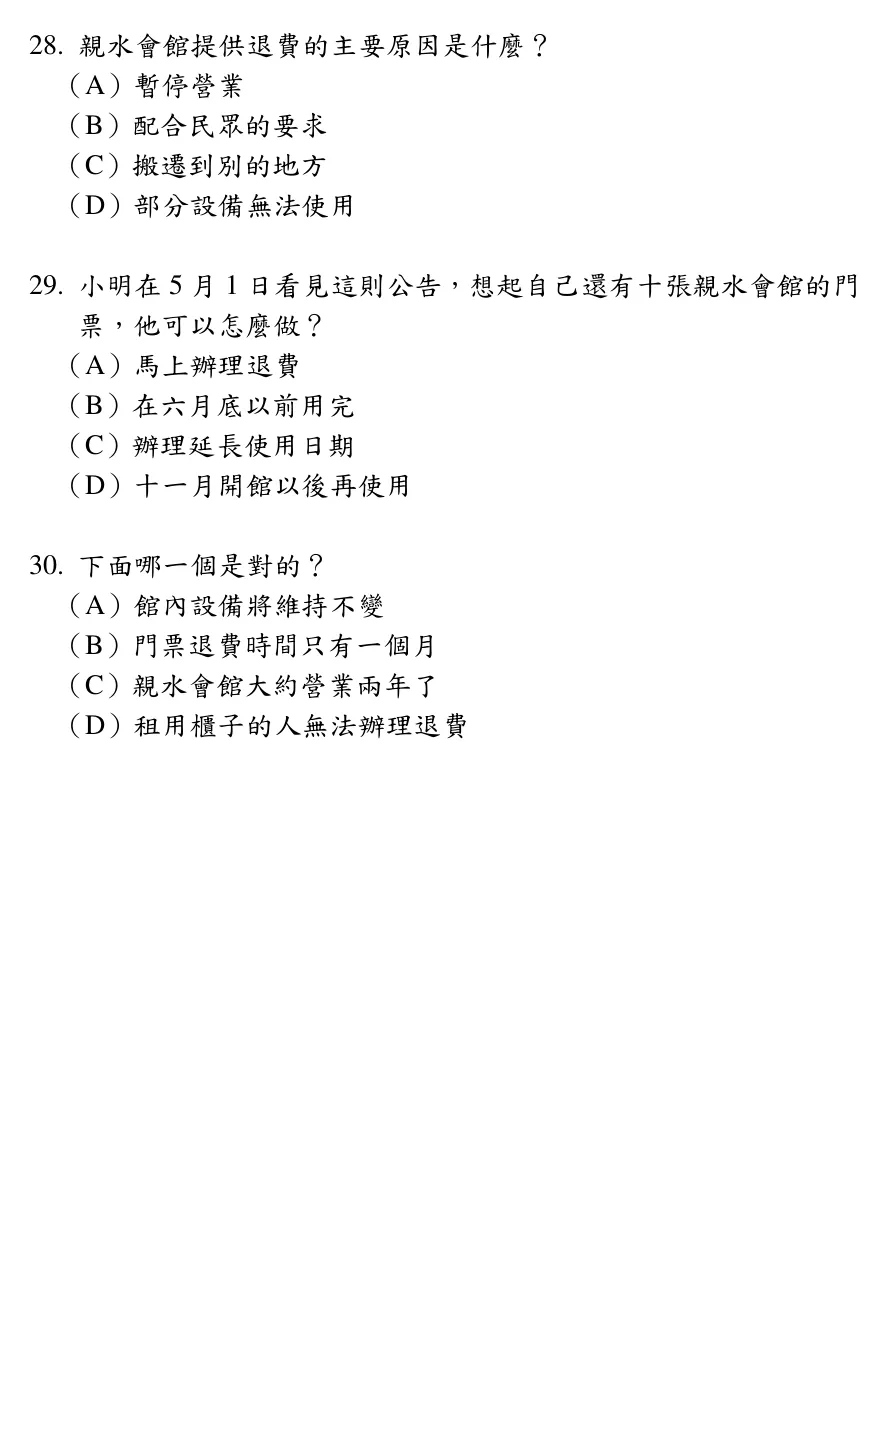 28. 親水會館提供退費的主要原因是什麼？
（A）暫停營業
（B）配合民眾的要求
（C）搬遷到別的地方
（D）部分設備無法使用
29. 小明在 5 月 1 日看見這則公告，想起自己還有十張親水會館的門
票，他可以怎麼做？
（A）馬上辦理退費
（B）在六月底以前用完
（C）辦理延長使用日期
（D）十一月開館以後再使用
30. 下面哪一個是對的？
（A）館內設備將維持不變
（B）門票退費時間只有一個月
（C）親水會館大約營業兩年了
（D）租用櫃子的人無法辦理退費